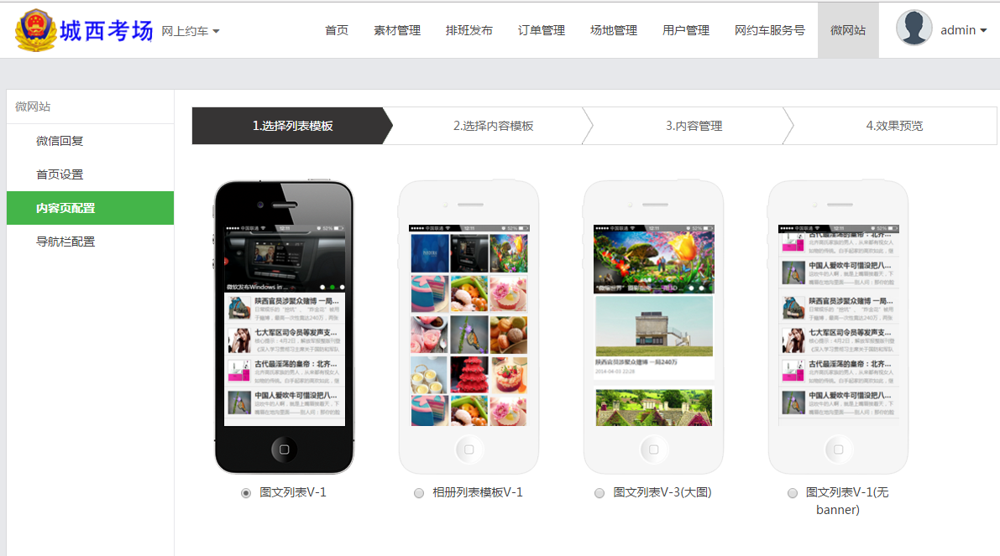 城西考场
网上约车
首页
素材管理
排班发布
订单管理
场地管理
用户管理
网约车服务号
微网站
admin
微网站
微信回复
首页设置
内容页配置
导航栏配置
1.选择列表模板
2.选择内容模板
3.内容管理
4.效果预览
中国联通 12:11 52%
微软发布Windows in ...
陕西官员涉聚众赌博 一局...
七大军区司令员等发声支...
古代最淫荡的皇帝：北齐...
中国人爱吹牛可惜没把八...
图文列表V-1
中国联通 12:11 52%
相册列表模板V-1
中国联通 12:11 52%
陕西官员涉聚众赌博 一局240万
2014-04-03 22:28
图文列表V-3(大图)
中国联通 12:11 52%
古代最淫荡的皇帝：北齐...
中国人爱吹牛可惜没把八...
陕西官员涉聚众赌博 一局...
七大军区司令员等发声支...
古代最淫荡的皇帝：北齐...
中国人爱吹牛可惜没把八...
图文列表V-1(无
banner)